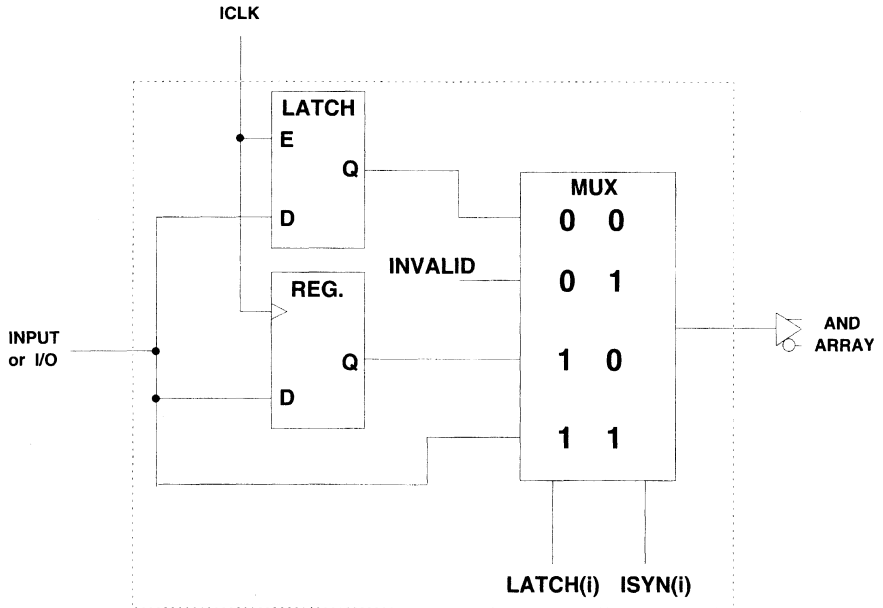 ICLK
LATCH
E
Q
D
MUX
0 0
INVALID
0 1
REG.
INPUT
or I/O
Q
1 0
D
1 1
AND
ARRAY
LATCH(i) ISYN(i)